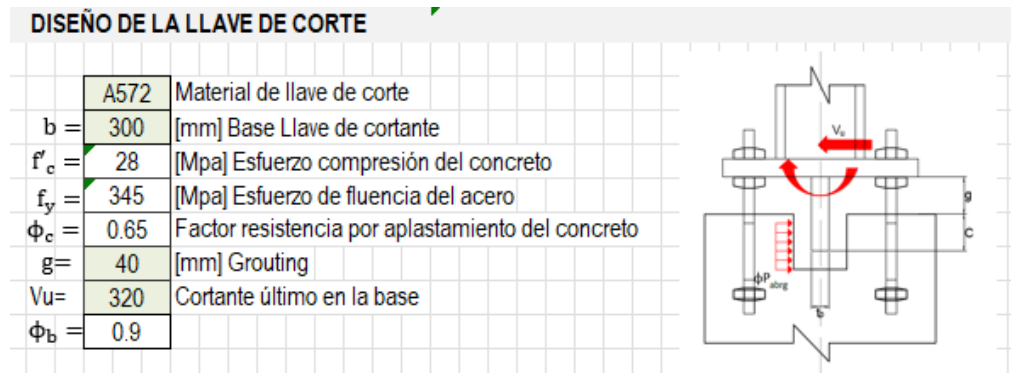 DISEÑO DE LA LLAVE DE CORTE
A572 Material de llave de corte
b = 300 [mm] Base Llave de cortante
f'c = 28 [Mpa] Esfuerzo compresión del concreto
fy = 345 [Mpa] Esfuerzo de fluencia del acero
ϕc = 0.65 Factor resistencia por aplastamiento del concreto
g= 40 [mm] Grouting
Vu= 320 Cortante último en la base
ϕb = 0.9
Vu
g
c
ϕPabrg
b